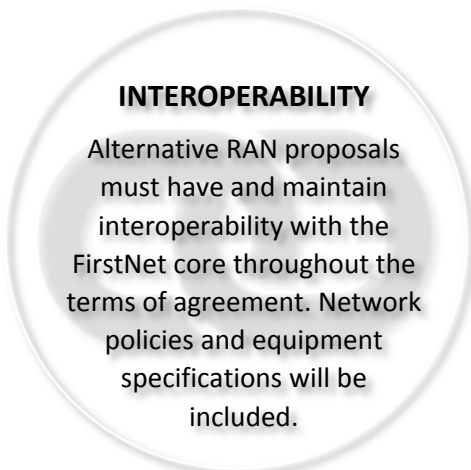 INTEROPERABILITY
Alternative RAN proposals
must have and maintain
interoperability with the
FirstNet core throughout the
terms of agreement. Network
policies and equipment
specifications will be
included.